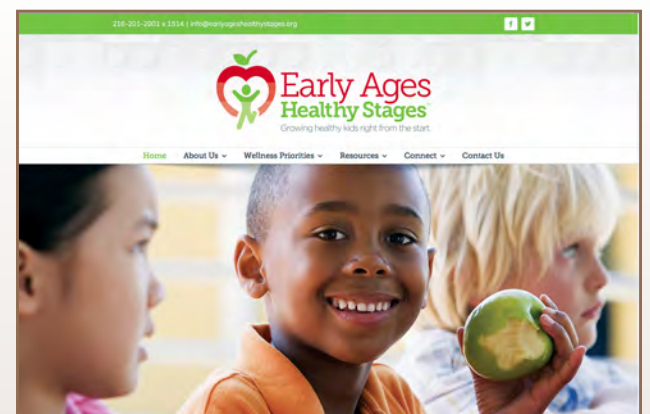 216-201-2001 x 1514 | info@earlyageshealthystages.org
Early Ages
Healthy Stages
Growing healthy kids right from the start.
Home About Us Wellness Priorities Resources Connect Contact Us